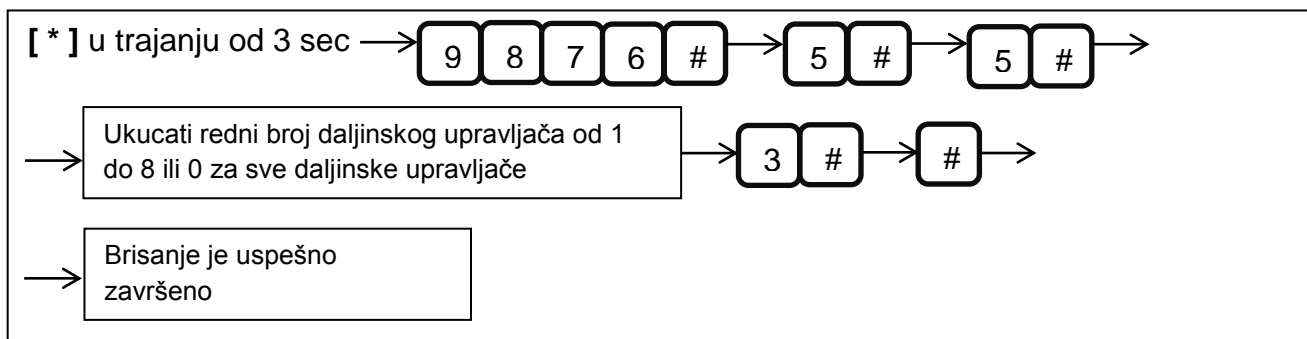 [ * ] u trajanju od 3 sec 9 8 7 6 # 5 # 5 #
Ukucati redni broj daljinskog upravljača od 1
do 8 ili 0 za sve daljinske upravljače
3 # #
Brisanje je uspešno
završeno